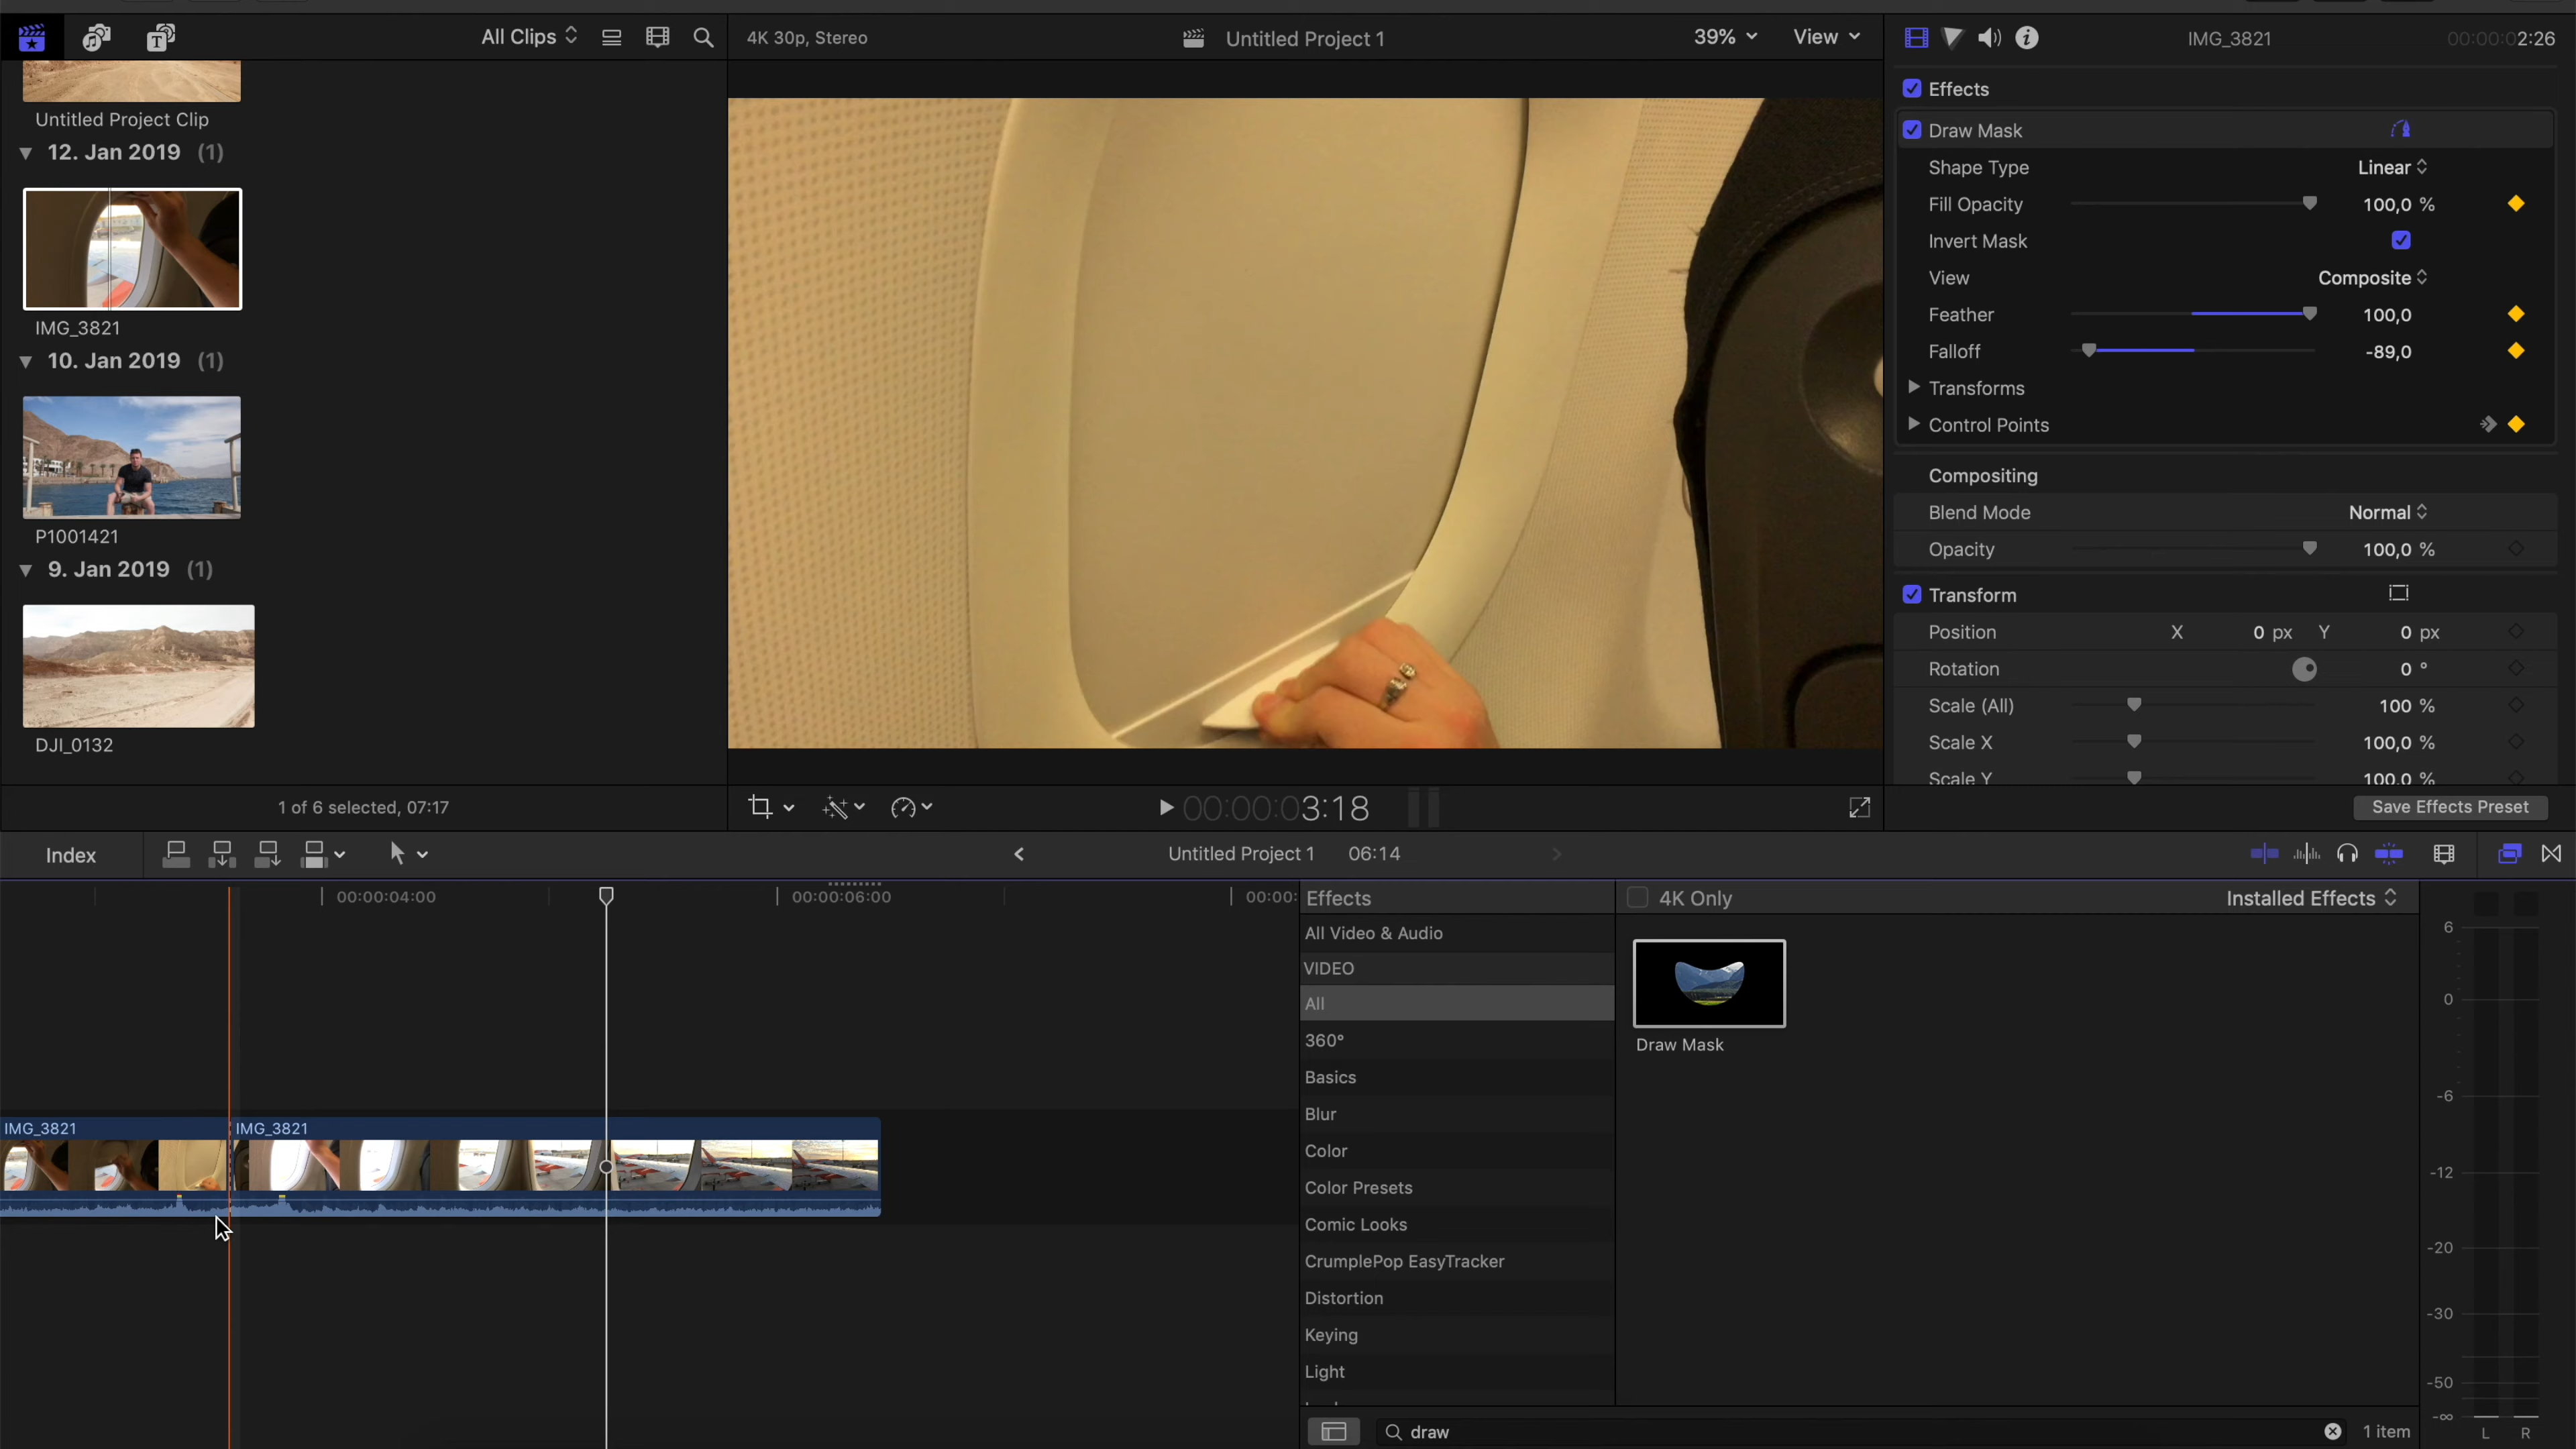 All Clips
4K 30p, Stereo
Untitled Project 1
39%
View
IMG_3821
00:00:02:26
Untitled Project Clip
12. Jan 2019 (1)
IMG_3821
10. Jan 2019 (1)
P1001421
9. Jan 2019 (1)
DJI_0132
1 of 6 selected, 07:17
00:00:03:18
Effects
Draw Mask
Shape Type Linear
Fill Opacity 100,0 %
Invert Mask
View Composite
Feather 100,0
Falloff -89,0
Transforms
Control Points
Compositing
Blend Mode Normal
Opacity 100,0 %
Transform
Position X 0 px Y 0 px
Rotation 0 °
Scale (All) 100 %
Scale X 100,0 %
Scale Y 100,0 %
Save Effects Preset
Index
Untitled Project 1 06:14
00:00:04:00
00:00:06:00
00:00:
IMG_3821
IMG_3821
Effects
4K Only
Installed Effects
All Video & Audio
VIDEO
All
360°
Basics
Blur
Color
Color Presets
Comic Looks
CrumplePop EasyTracker
Distortion
Keying
Light
Draw Mask
draw
1 item
6
0
-6
-12
-20
-30
-50
-∞
L R